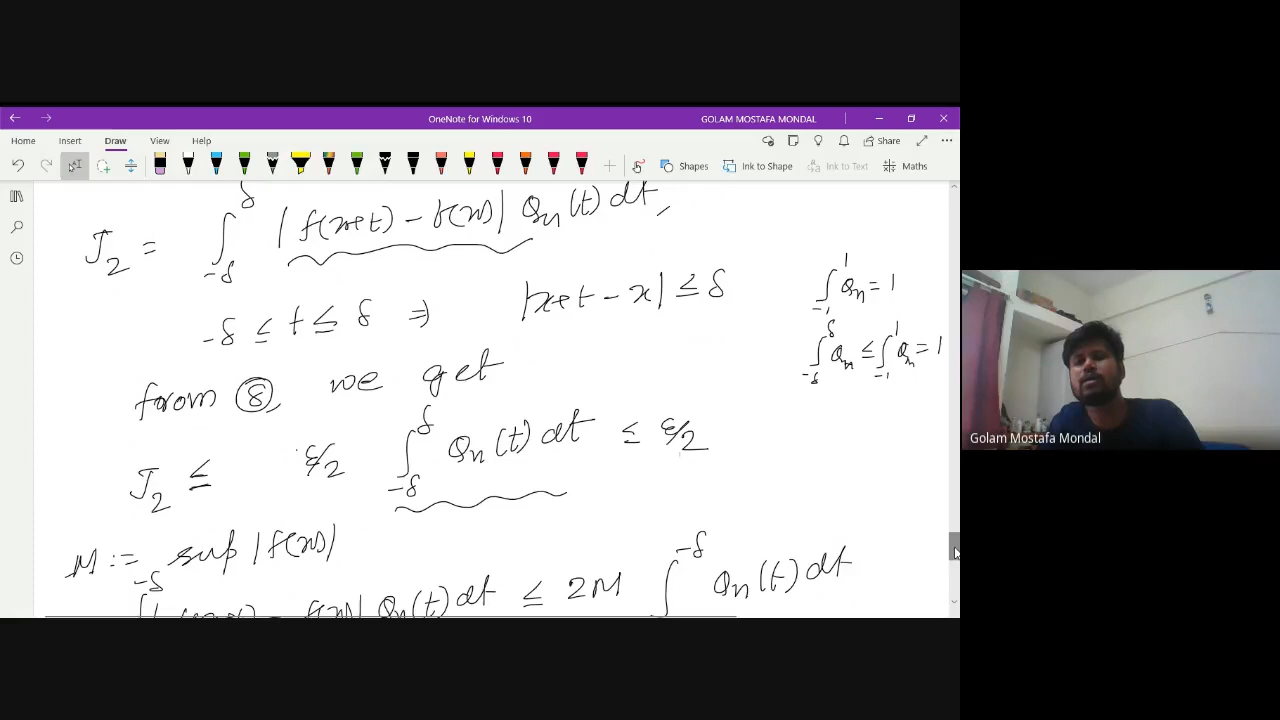 OneNote for Windows 10
GOLAM MOSTAFA MONDAL
Home Insert Draw View Help
Share
Shapes Ink to Shape Ink to Text Maths
J₂ = ∫_{-δ}^{δ} |f(x+t) - f(x)| Qₙ(t) dt,
-δ ≤ t ≤ δ ⇒ |x+t - x| ≤ δ
∫_{-1}^{1} Qₙ = 1
∫_{-δ}^{δ} Qₙ ≤ ∫_{-1}^{1} Qₙ = 1
from ⑧, we get
J₂ ≤ ε/2 ∫_{-δ}^{δ} Qₙ(t) dt ≤ ε/2
M := sup |f(x)|
- f(x)| Qₙ(t) dt ≤ 2M ∫^{-δ} Qₙ(t) dt
Golam Mostafa Mondal